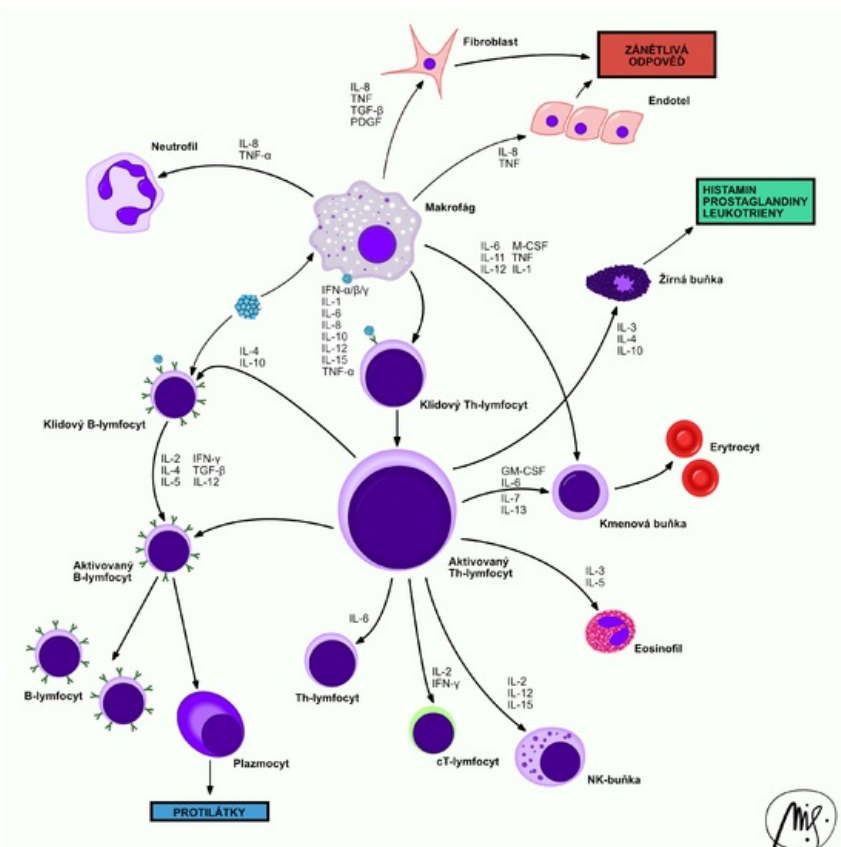 Fibroblast
ZÁNĚTLIVÁ
ODPOVĚĎ
IL-8
TNF
TGF-β
PDGF
Endotel
Neutrofil
IL-8
TNF-α
IL-8
TNF
Makrofág
HISTAMIN
PROSTAGLANDINY
LEUKOTRIENY
IL-6 M-CSF
IL-11 TNF
IL-12 IL-1
Žírná buňka
IFN-α/β/γ
IL-1
IL-6
IL-8
IL-10
IL-12
IL-15
TNF-α
IL-3
IL-4
IL-10
IL-4
IL-10
Klidový Th-lymfocyt
Klidový B-lymfocyt
IL-2 IFN-γ
IL-4 TGF-β
IL-5 IL-12
Erytrocyt
GM-CSF
IL-6
IL-7
IL-13
Kmenová buňka
Aktivovaný
B-lymfocyt
Aktivovaný
Th-lymfocyt
IL-3
IL-5
Eosinofil
IL-6
B-lymfocyt
Th-lymfocyt
IL-2
IFN-γ
IL-2
IL-12
IL-15
Plazmocyt
cT-lymfocyt
NK-buňka
PROTILÁTKY